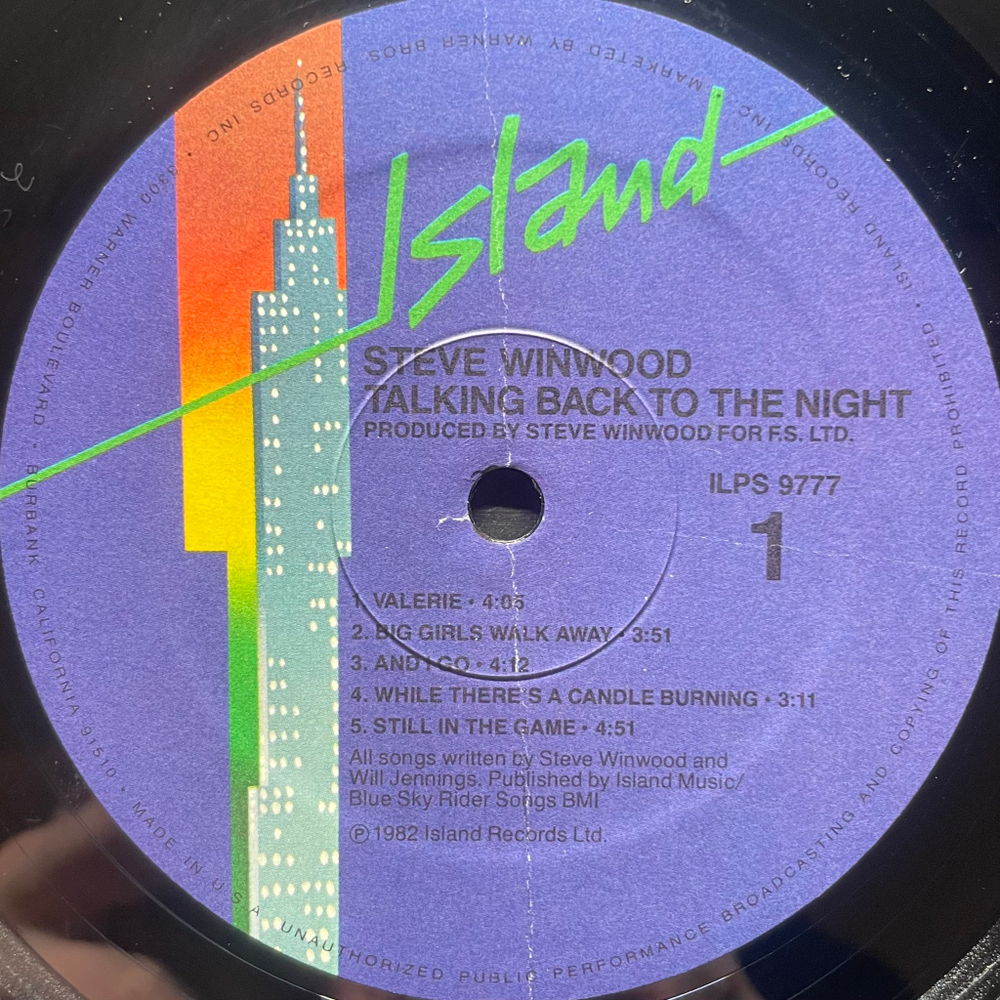 Island
STEVE WINWOOD
TALKING BACK TO THE NIGHT
PRODUCED BY STEVE WINWOOD FOR F.S. LTD.
ILPS 9777
1
1. VALERIE • 4:05
2. BIG GIRLS WALK AWAY • 3:51
3. AND I GO • 4:12
4. WHILE THERE'S A CANDLE BURNING • 3:11
5. STILL IN THE GAME • 4:51
All songs written by Steve Winwood and
Will Jennings. Published by Island Music/
Blue Sky Rider Songs BMI
℗ 1982 Island Records Ltd.
ISLAND RECORDS INC. MARKETED BY WARNER BROS. RECORDS INC • 3300 WARNER BOULEVARD • BURBANK, CALIFORNIA 91510 • MADE IN U.S.A. UNAUTHORIZED PUBLIC PERFORMANCE BROADCASTING AND COPYING OF THIS RECORD PROHIBITED •